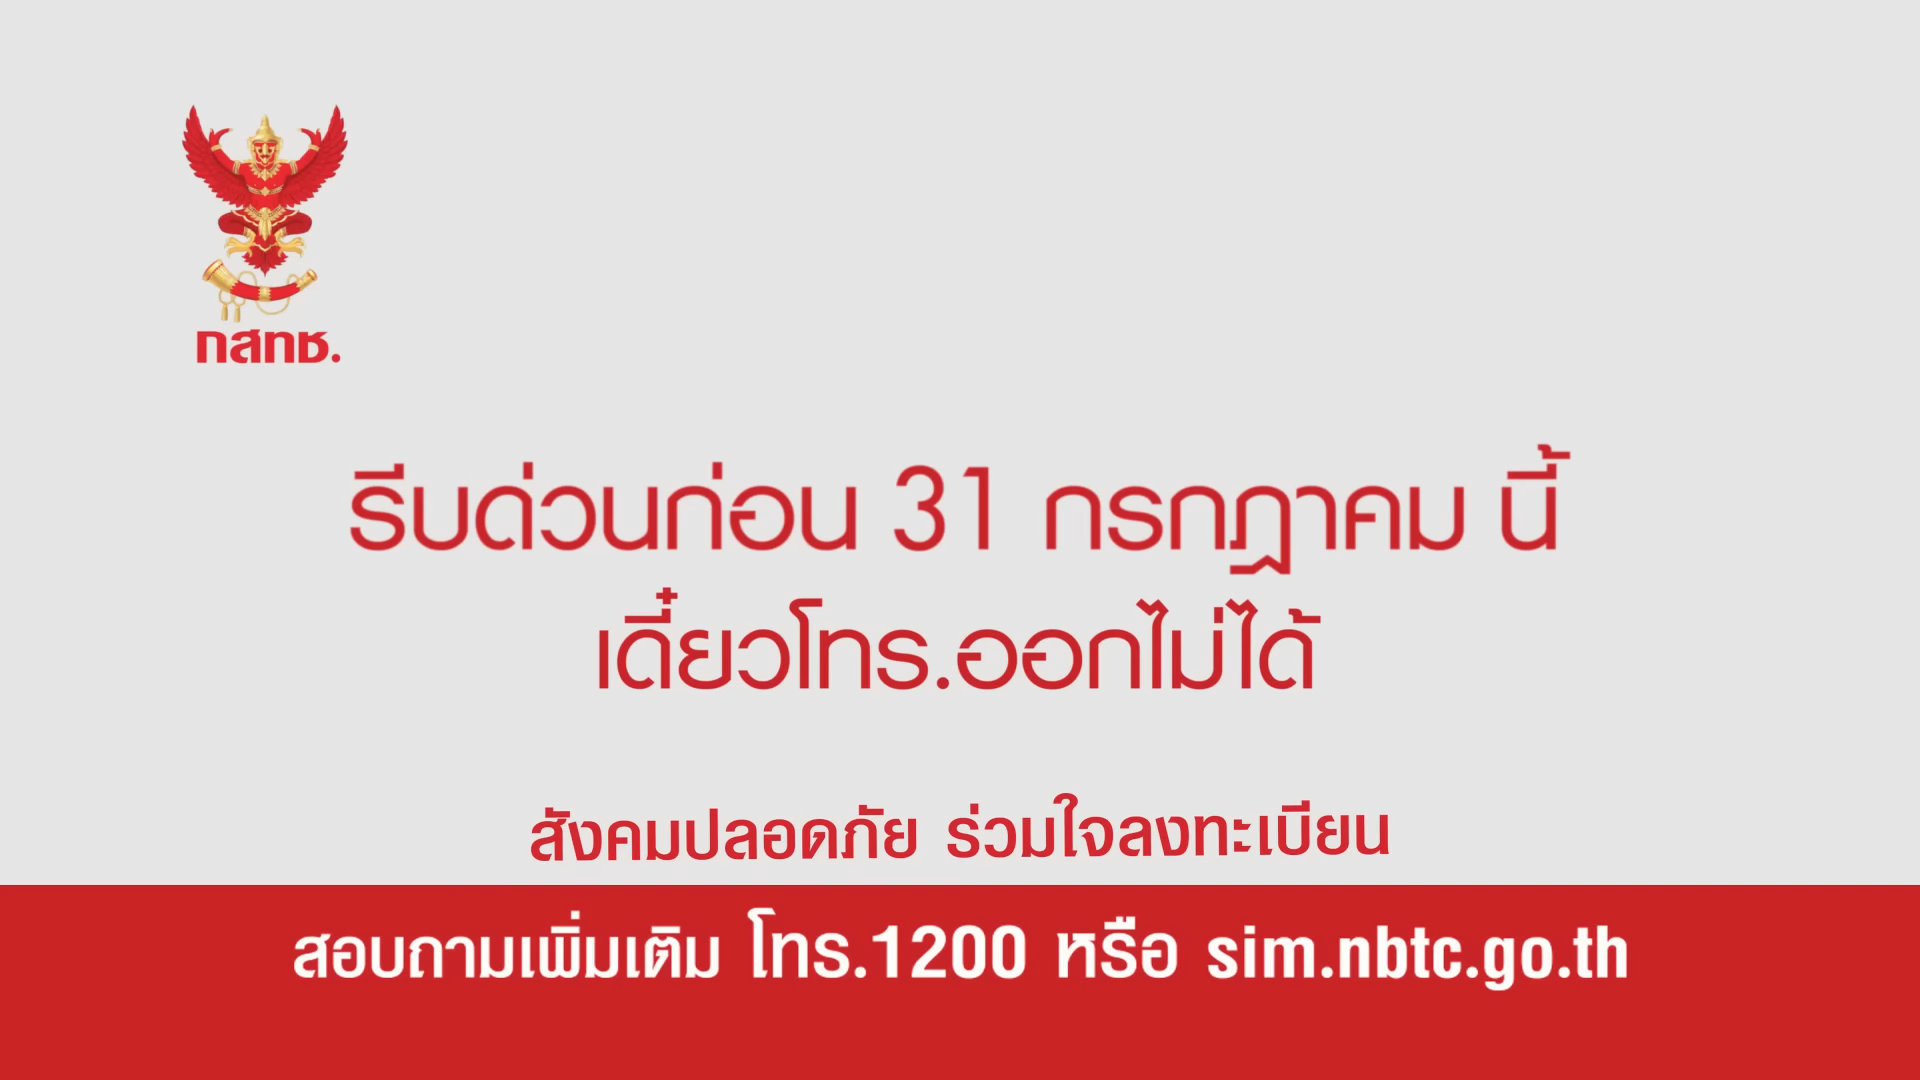 กสทช.
รีบด่วนก่อน 31 กรกฎาคม นี้
เดี๋ยวโทร.ออกไม่ได้
สังคมปลอดภัย ร่วมใจลงทะเบียน
สอบถามเพิ่มเติม โทร.1200 หรือ sim.nbtc.go.th